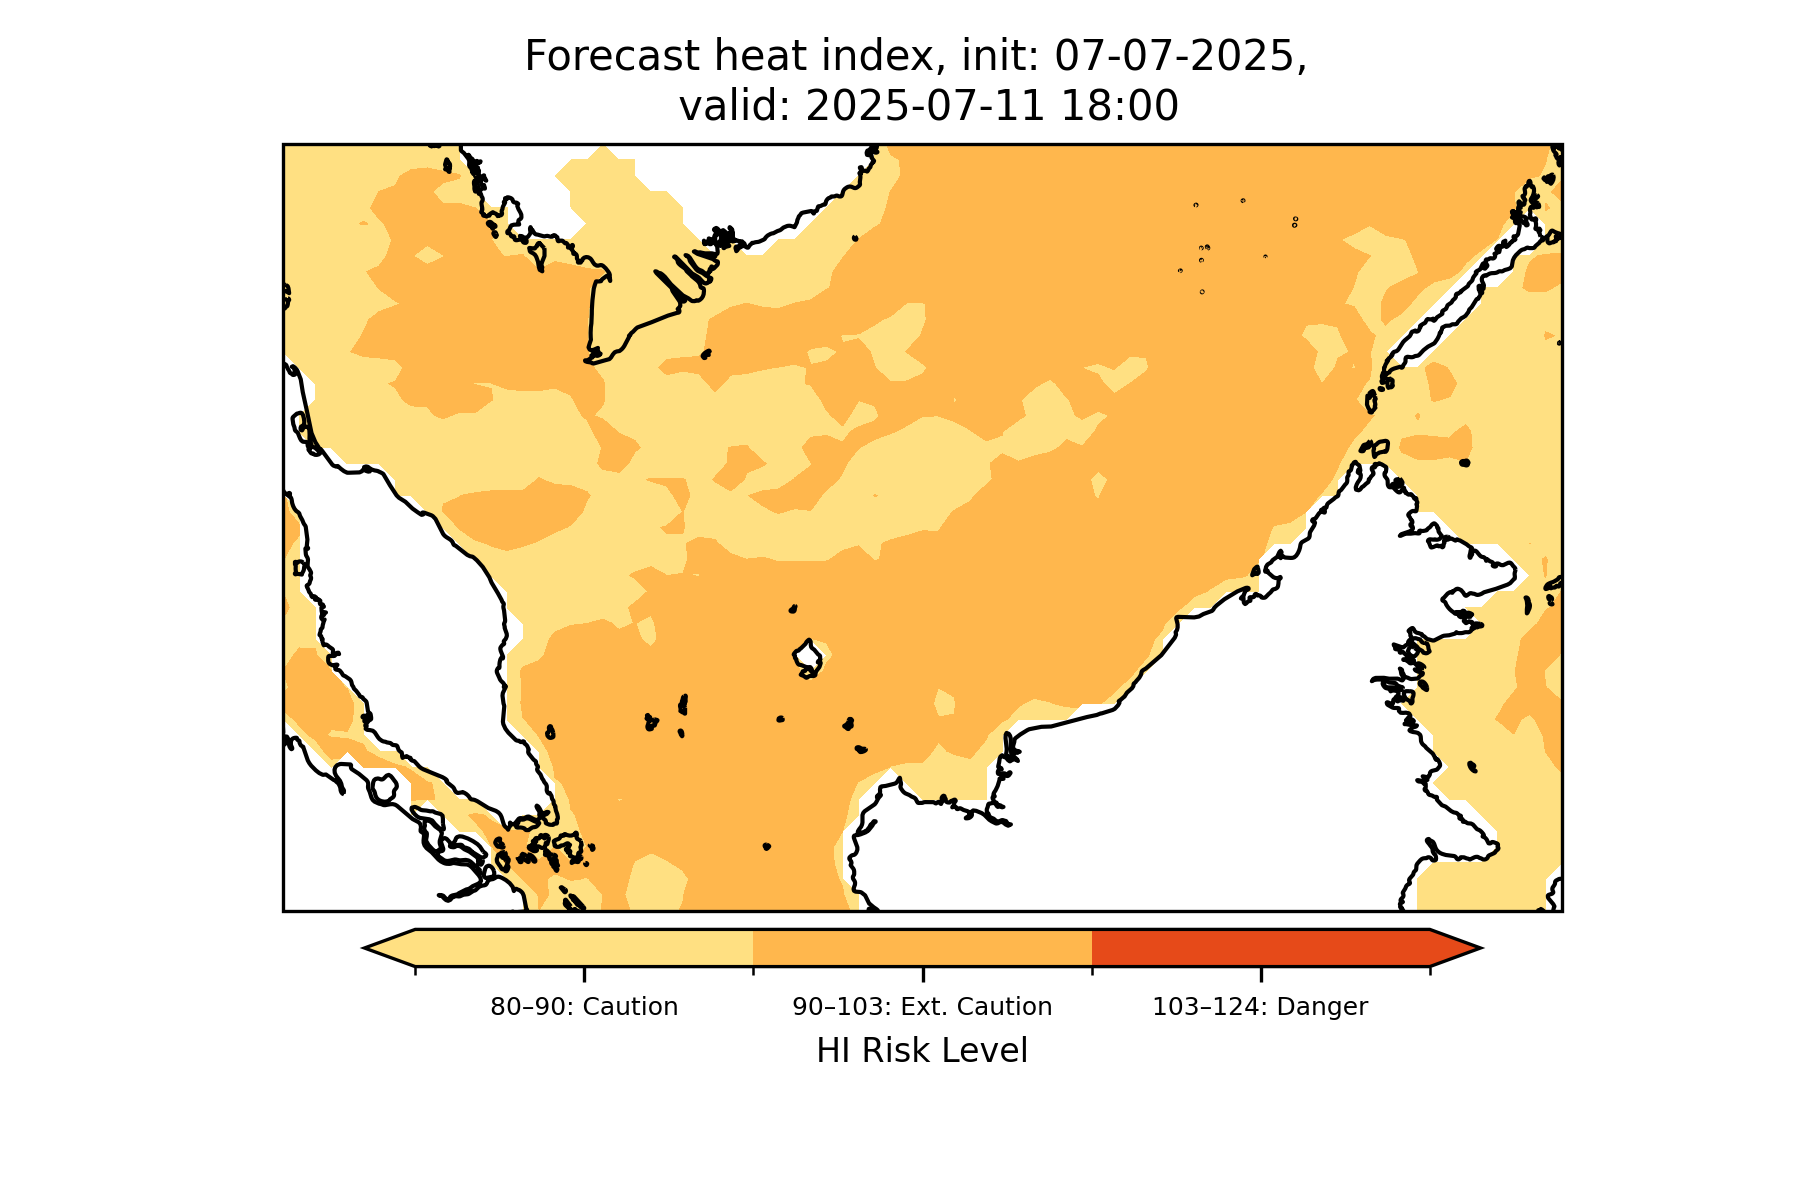 Forecast heat index, init: 07-07-2025,
valid: 2025-07-11 18:00
80–90: Caution
90–103: Ext. Caution
103–124: Danger
HI Risk Level